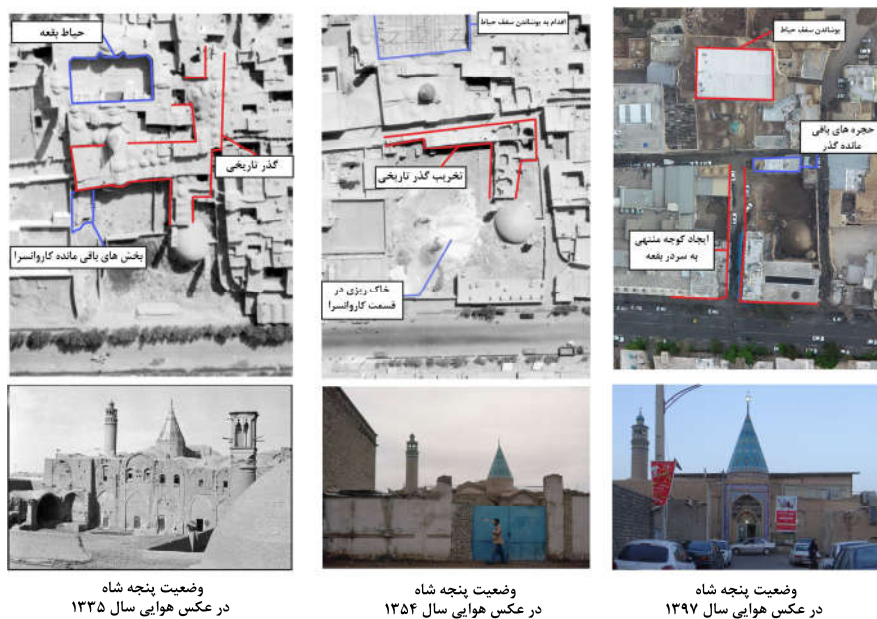 حیاط بقعه
گذر تاریخی
بخش های باقی مانده کاروانسرا
اقدام به پوشاندن سقف حیاط
تخریب گذر تاریخی
خاک ریزی در
قسمت کاروانسرا
پوشاندن سقف حیاط
حجره های باقی
مانده گذر
ایجاد کوچه منتهی
به سردر بقعه
وضعیت پنجه شاه
در عکس هوایی سال ۱۳۳۵
وضعیت پنجه شاه
در عکس هوایی سال ۱۳۵۴
وضعیت پنجه شاه
در عکس هوایی سال ۱۳۹۷